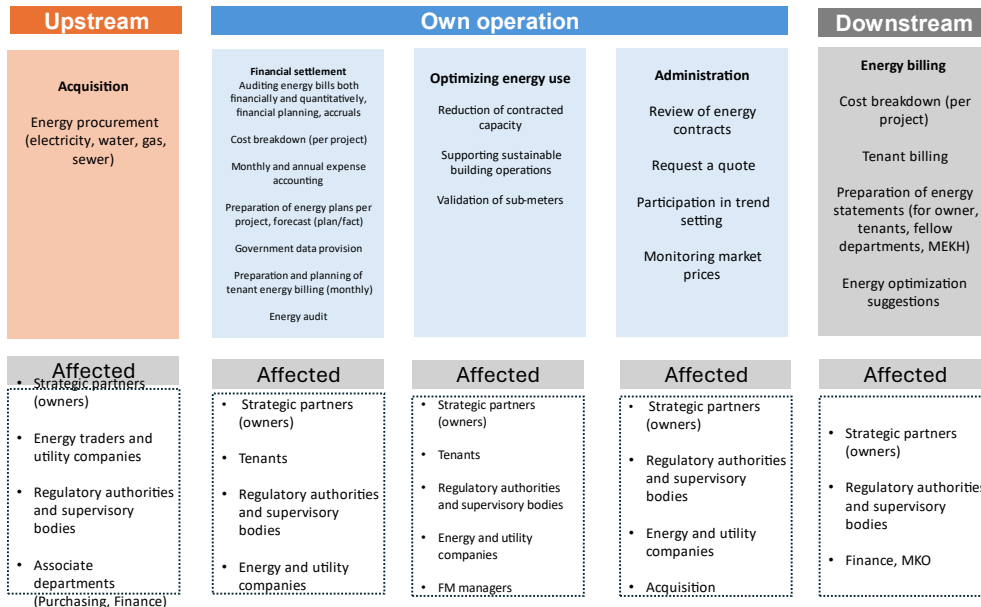 Upstream
Own operation
Downstream
Acquisition
Energy procurement
(electricity, water, gas,
sewer)
Financial settlement
Auditing energy bills both
financially and quantitatively,
financial planning, accruals
Cost breakdown (per project)
Monthly and annual expense
accounting
Preparation of energy plans per
project, forecast (plan/fact)
Government data provision
Preparation and planning of
tenant energy billing (monthly)
Energy audit
Optimizing energy use
Reduction of contracted
capacity
Supporting sustainable
building operations
Validation of sub-meters
Administration
Review of energy
contracts
Request a quote
Participation in trend
setting
Monitoring market
prices
Energy billing
Cost breakdown (per
project)
Tenant billing
Preparation of energy
statements (for owner,
tenants, fellow
departments, MEKH)
Energy optimization
suggestions
Affected
• Strategic partners
(owners)
• Energy traders and
utility companies
• Regulatory authorities
and supervisory
bodies
• Associate
departments
(Purchasing, Finance)
Affected
• Strategic partners
(owners)
• Tenants
• Regulatory authorities
and supervisory
bodies
• Energy and utility
companies
Affected
• Strategic partners
(owners)
• Tenants
• Regulatory authorities
and supervisory bodies
• Energy and utility
companies
• FM managers
Affected
• Strategic partners
(owners)
• Regulatory authorities
and supervisory
bodies
• Energy and utility
companies
• Acquisition
Affected
• Strategic partners
(owners)
• Regulatory authorities
and supervisory
bodies
• Finance, MKO